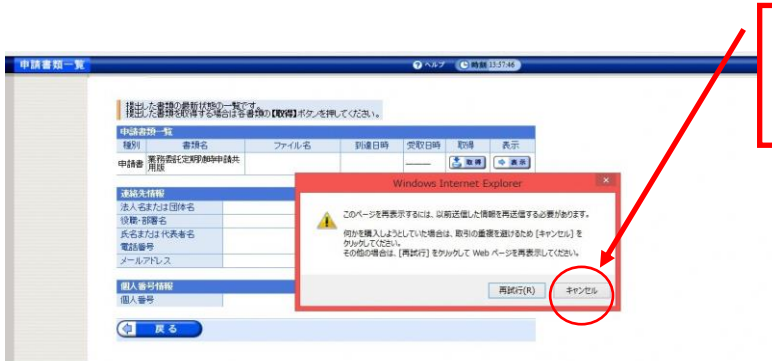 申請書類一覧
ヘルプ 時刻 13:37:46
提出した書類の最新状態の一覧です。
提出した書類を取得する場合は各書類の【取得】ボタンを押してください。
申請書類一覧
種別 書類名 ファイル名 到達日時 受取日時 取得 表示
申請書 業務委託定期随時申請共用版 ―― 取得 表示
連絡先情報
法人名または団体名
役職・部署名
氏名または代表者名
電話番号
メールアドレス
個人番号情報
個人番号
戻る
Windows Internet Explorer
このページを再表示するには、以前送信した情報を再送信する必要があります。
何かを購入しようとしていた場合は、取引の重複を避けるため [キャンセル] を
クリックしてください。
その他の場合は、[再試行] をクリックして Web ページを再表示してください。
再試行(R) キャンセル